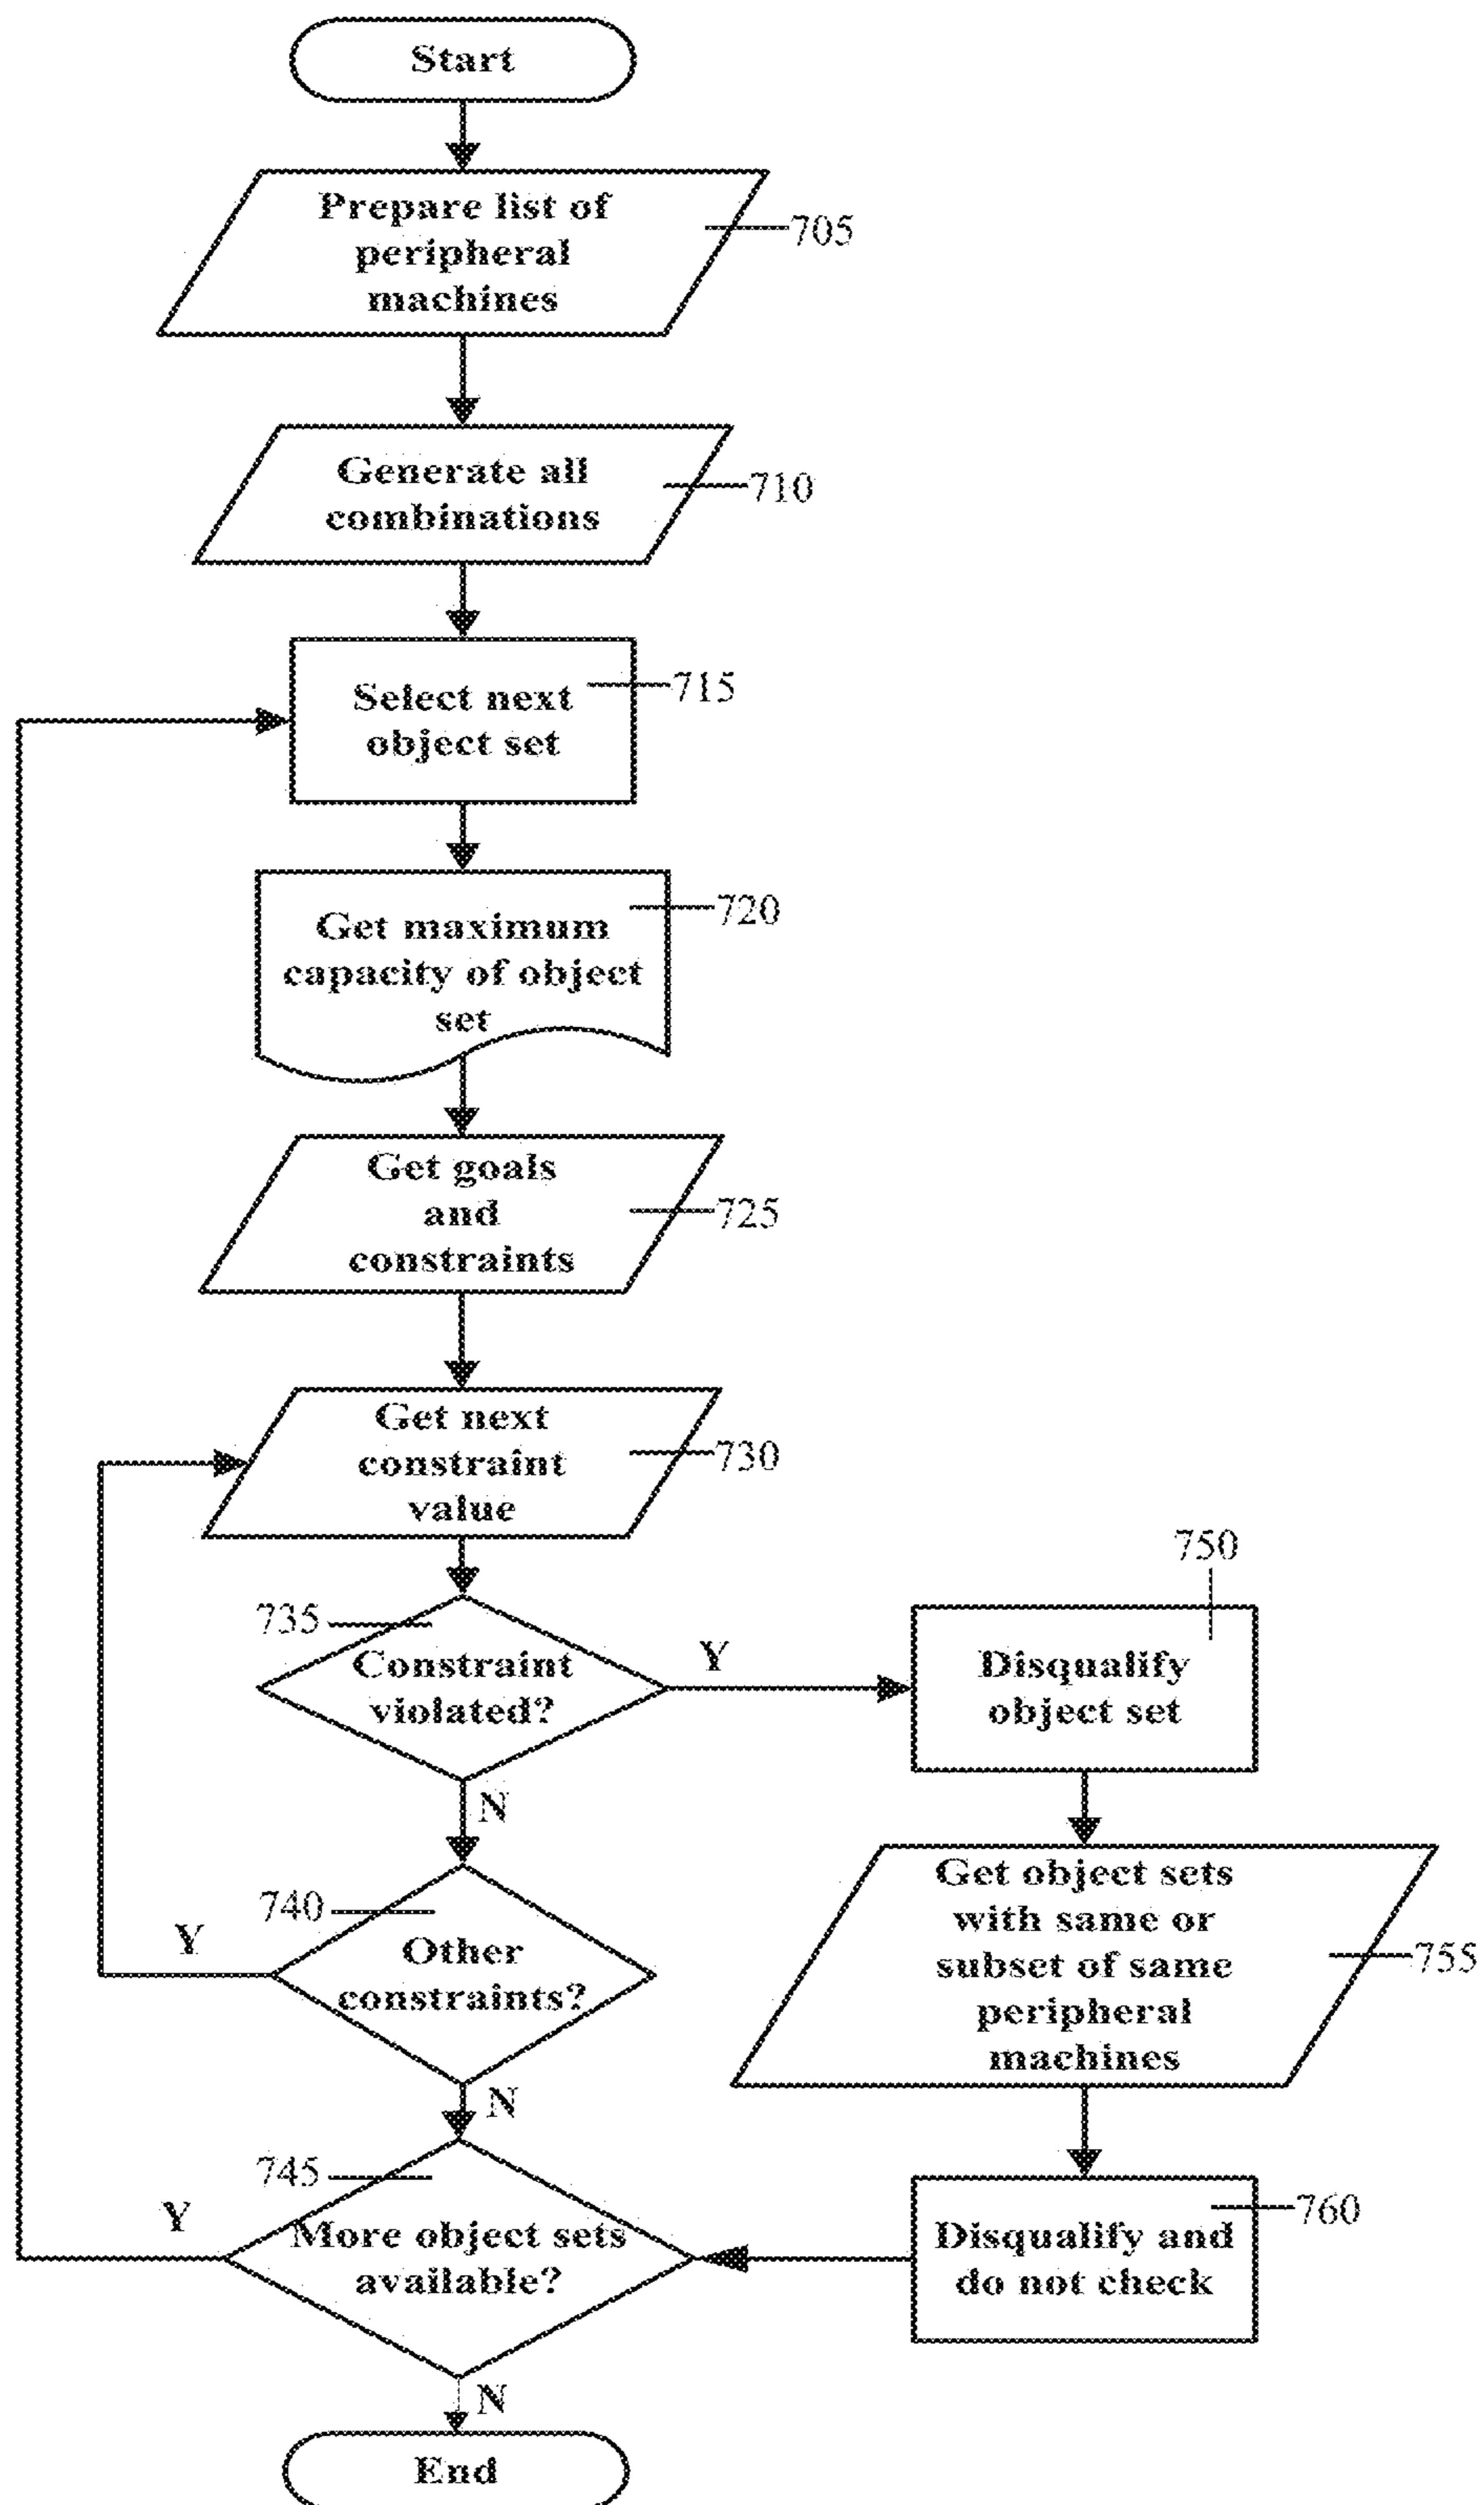 Start
Prepare list of
peripheral
machines
705
Generate all
combinations
710
Select next
object set
715
Get maximum
capacity of object
set
720
Get goals
and
constraints
725
Get next
constraint
value
730
735
Constraint
violated?
Y
N
750
Disqualify
object set
740
Other
constraints?
Y
N
Get object sets
with same or
subset of same
peripheral
machines
755
745
More object sets
available?
Y
N
Disqualify and
do not check
760
End